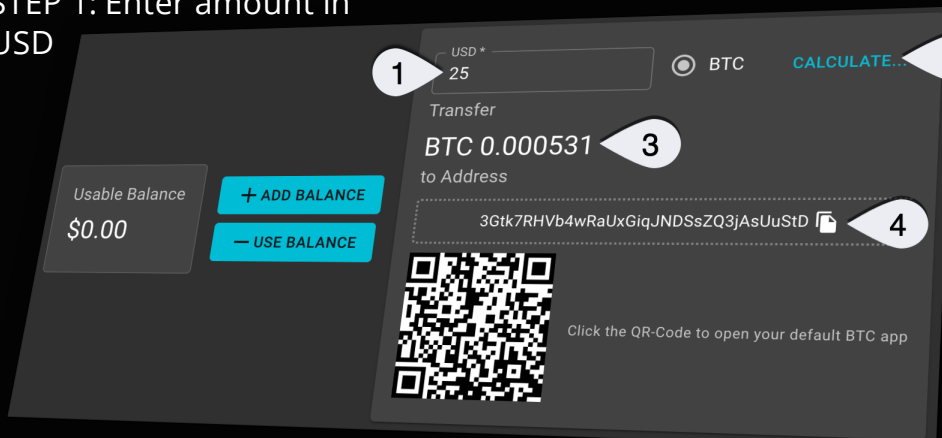 STEP 1: Enter amount in
USD
USD *
1
25
BTC
CALCULATE...
Transfer
BTC 0.000531
3
to Address
Usable Balance
$0.00
+ ADD BALANCE
− USE BALANCE
3Gtk7RHVb4wRaUxGiqJNDSsZQ3jAsUuStD
4
Click the QR-Code to open your default BTC app